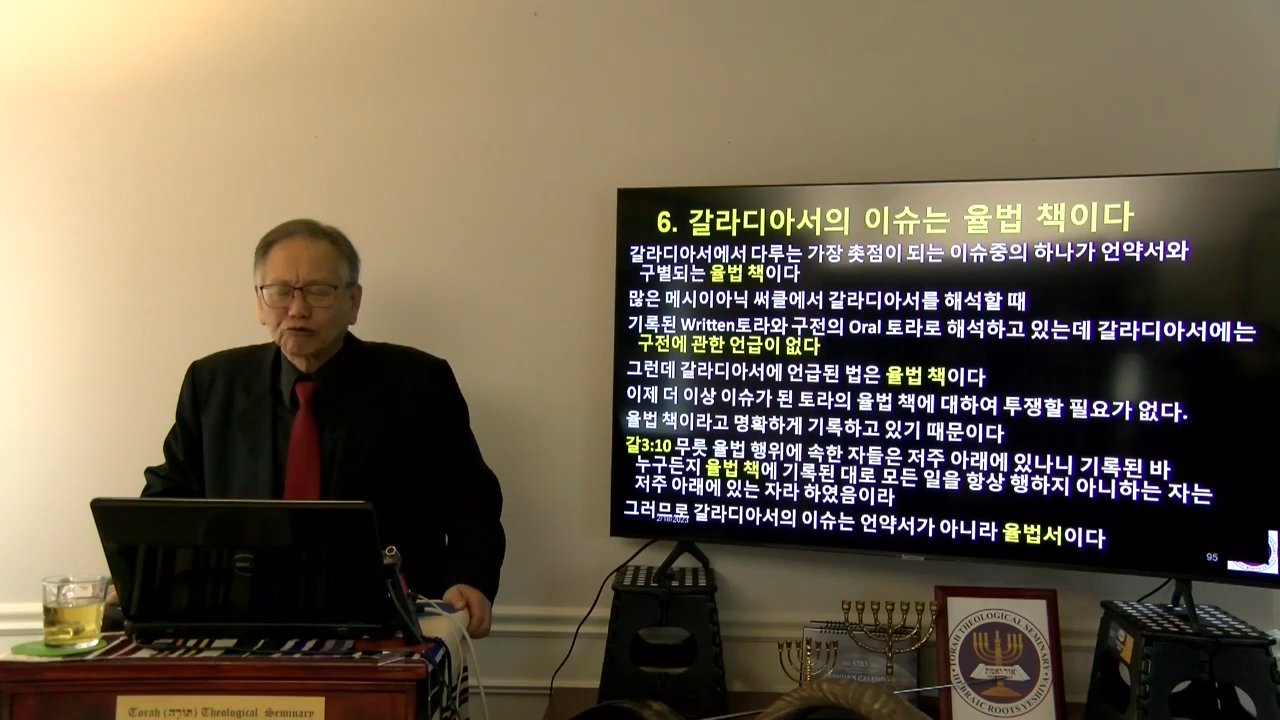 6. 갈라디아서의 이슈는 율법 책이다
갈라디아서에서 다루는 가장 촛점이 되는 이슈중의 하나가 언약서와
구별되는 율법 책이다
많은 메시아닉 써클에서 갈라디아서를 해석할 때
기록된 Written토라와 구전의 Oral 토라로 해석하고 있는데 갈라디아서에는
구전에 관한 언급이 없다
그런데 갈라디아서에 언급된 법은 율법 책이다
이제 더 이상 이슈가 된 토라의 율법 책에 대하여 투쟁할 필요가 없다.
율법 책이라고 명확하게 기록하고 있기 때문이다
갈3:10 무릇 율법 행위에 속한 자들은 저주 아래에 있나니 기록된 바
누구든지 율법 책에 기록된 대로 모든 일을 항상 행하지 아니하는 자는
저주 아래에 있는 자라 하였음이라
그러므로 갈라디아서의 이슈는 언약서가 아니라 율법서이다
2/18/2023
95
DELL
5783
CALENDAR
TORAH THEOLOGICAL SEMINARY
HEBRAIC ROOTS YESHIVA
Torah (תורה) Theological Seminary